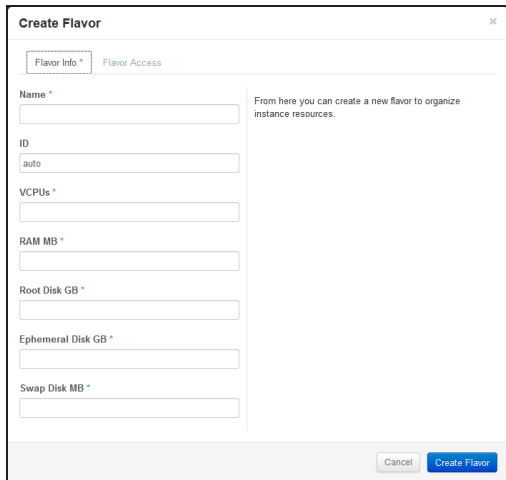 Create Flavor ×
Flavor Info * Flavor Access
Name *
From here you can create a new flavor to organize
instance resources.
ID
auto
VCPUs *
RAM MB *
Root Disk GB *
Ephemeral Disk GB *
Swap Disk MB *
Cancel Create Flavor